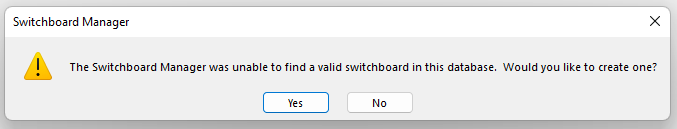 Switchboard Manager
The Switchboard Manager was unable to find a valid switchboard in this database.  Would you like to create one?
Yes
No